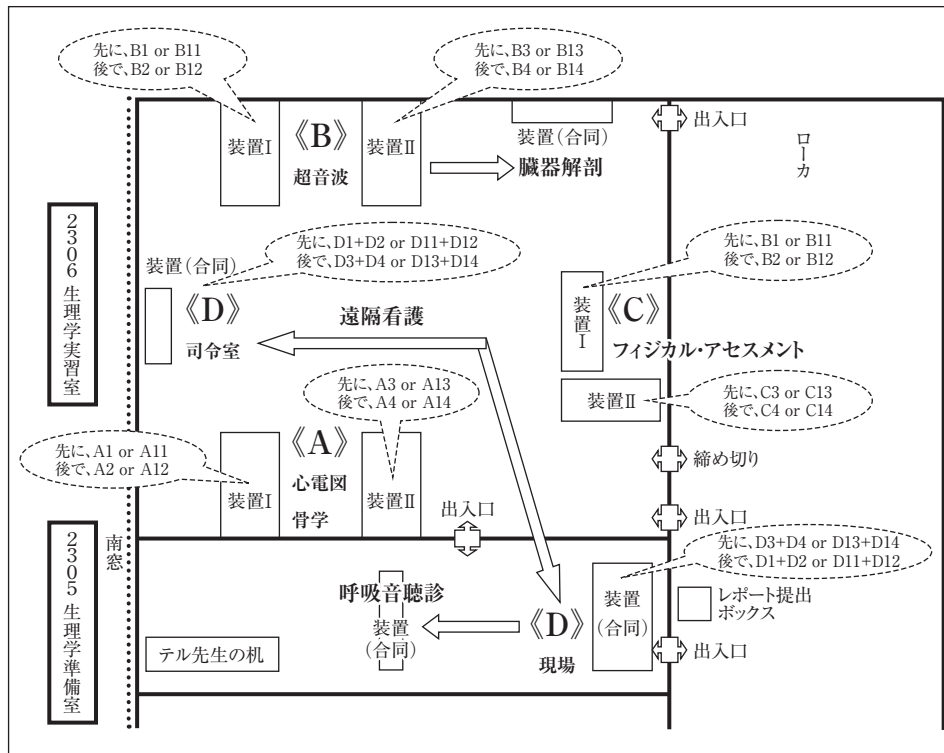 先に、B1 or B11
後で、B2 or B12
先に、B3 or B13
後で、B4 or B14
装置I
《B》
超音波
装置II
装置(合同)
臓器解剖
出入口
ローカ
2306 生理学実習室
先に、D1+D2 or D11+D12
後で、D3+D4 or D13+D14
装置(合同)
《D》
司令室
遠隔看護
先に、B1 or B11
後で、B2 or B12
装置I
《C》
フィジカル・アセスメント
装置II
先に、C3 or C13
後で、C4 or C14
先に、A3 or A13
後で、A4 or A14
先に、A1 or A11
後で、A2 or A12
装置I
《A》
心電図
骨学
装置II
締め切り
出入口
出入口
2305 生理学準備室
南窓
先に、D3+D4 or D13+D14
後で、D1+D2 or D11+D12
呼吸音聴診
装置
(合同)
《D》
現場
装置
(合同)
レポート提出
ボックス
テル先生の机
出入口